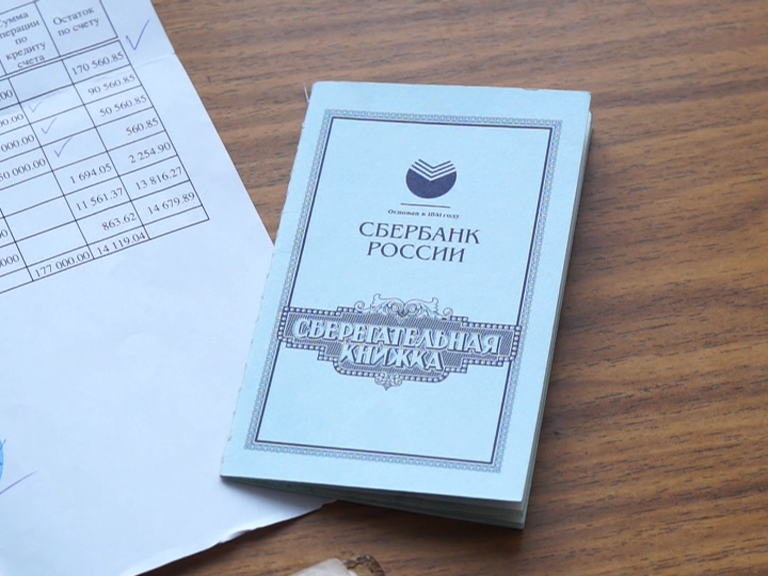 Сумма
операции
по
кредиту
счета
Остаток
по счету
170 560.85
90 560.85
50 560.85
560.85
1 694.05 2 254.90
11 561.37 13 816.27
863.62 14 679.89
177 000.00 14 119.04
Основан в 1841 году
СБЕРБАНК
РОССИИ
СБЕРЕГАТЕЛЬНАЯ
КНИЖКА